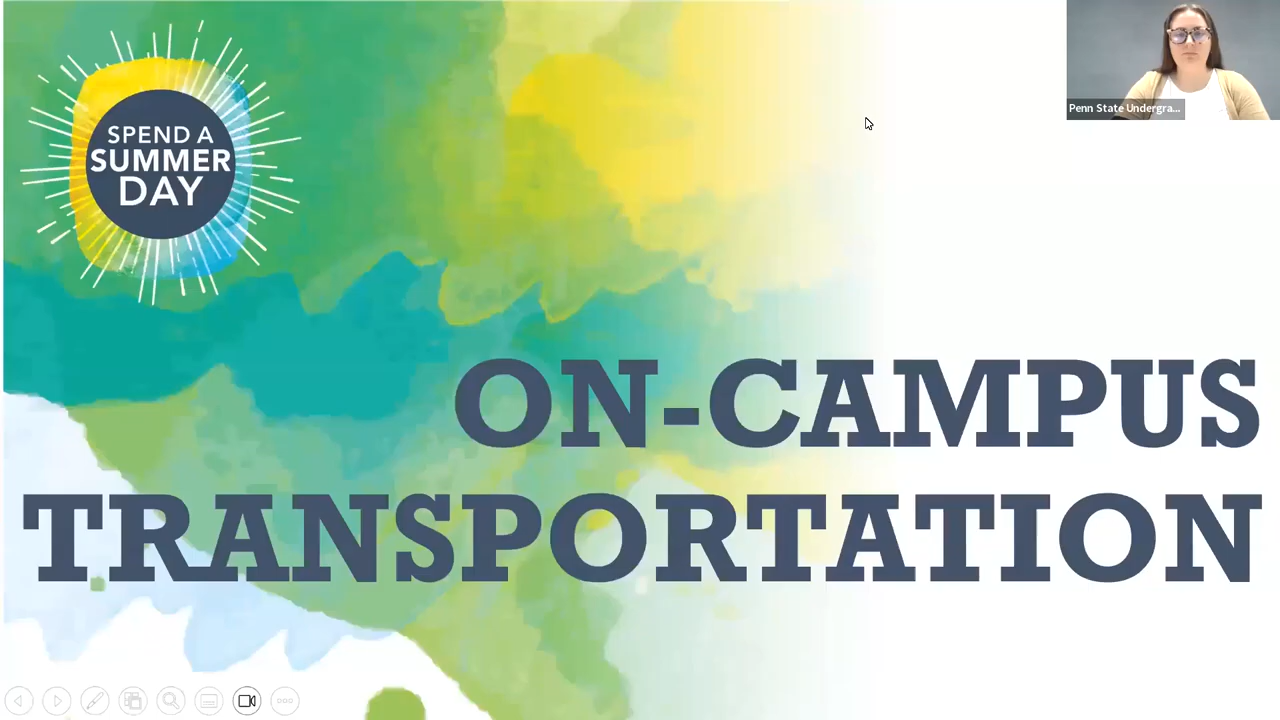 SPEND A
SUMMER
DAY
Penn State Undergra...
ON-CAMPUS
TRANSPORTATION